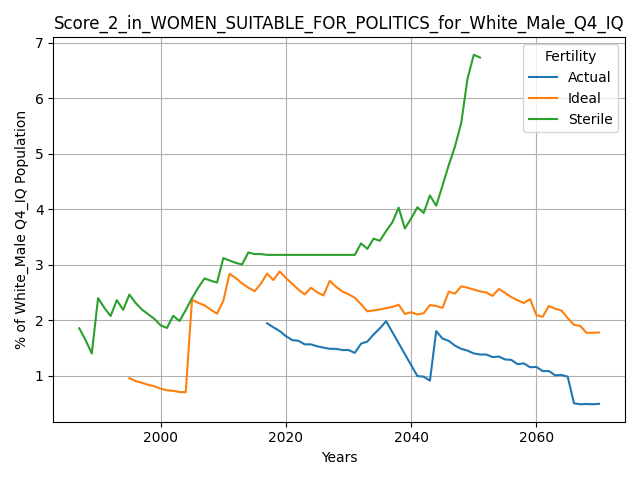 Score_2_in_WOMEN_SUITABLE_FOR_POLITICS_for_White_Male_Q4_IQ
Fertility
Actual
Ideal
Sterile
% of White_Male Q4_IQ Population
7
6
5
4
3
2
1
2000 2020 2040 2060
Years